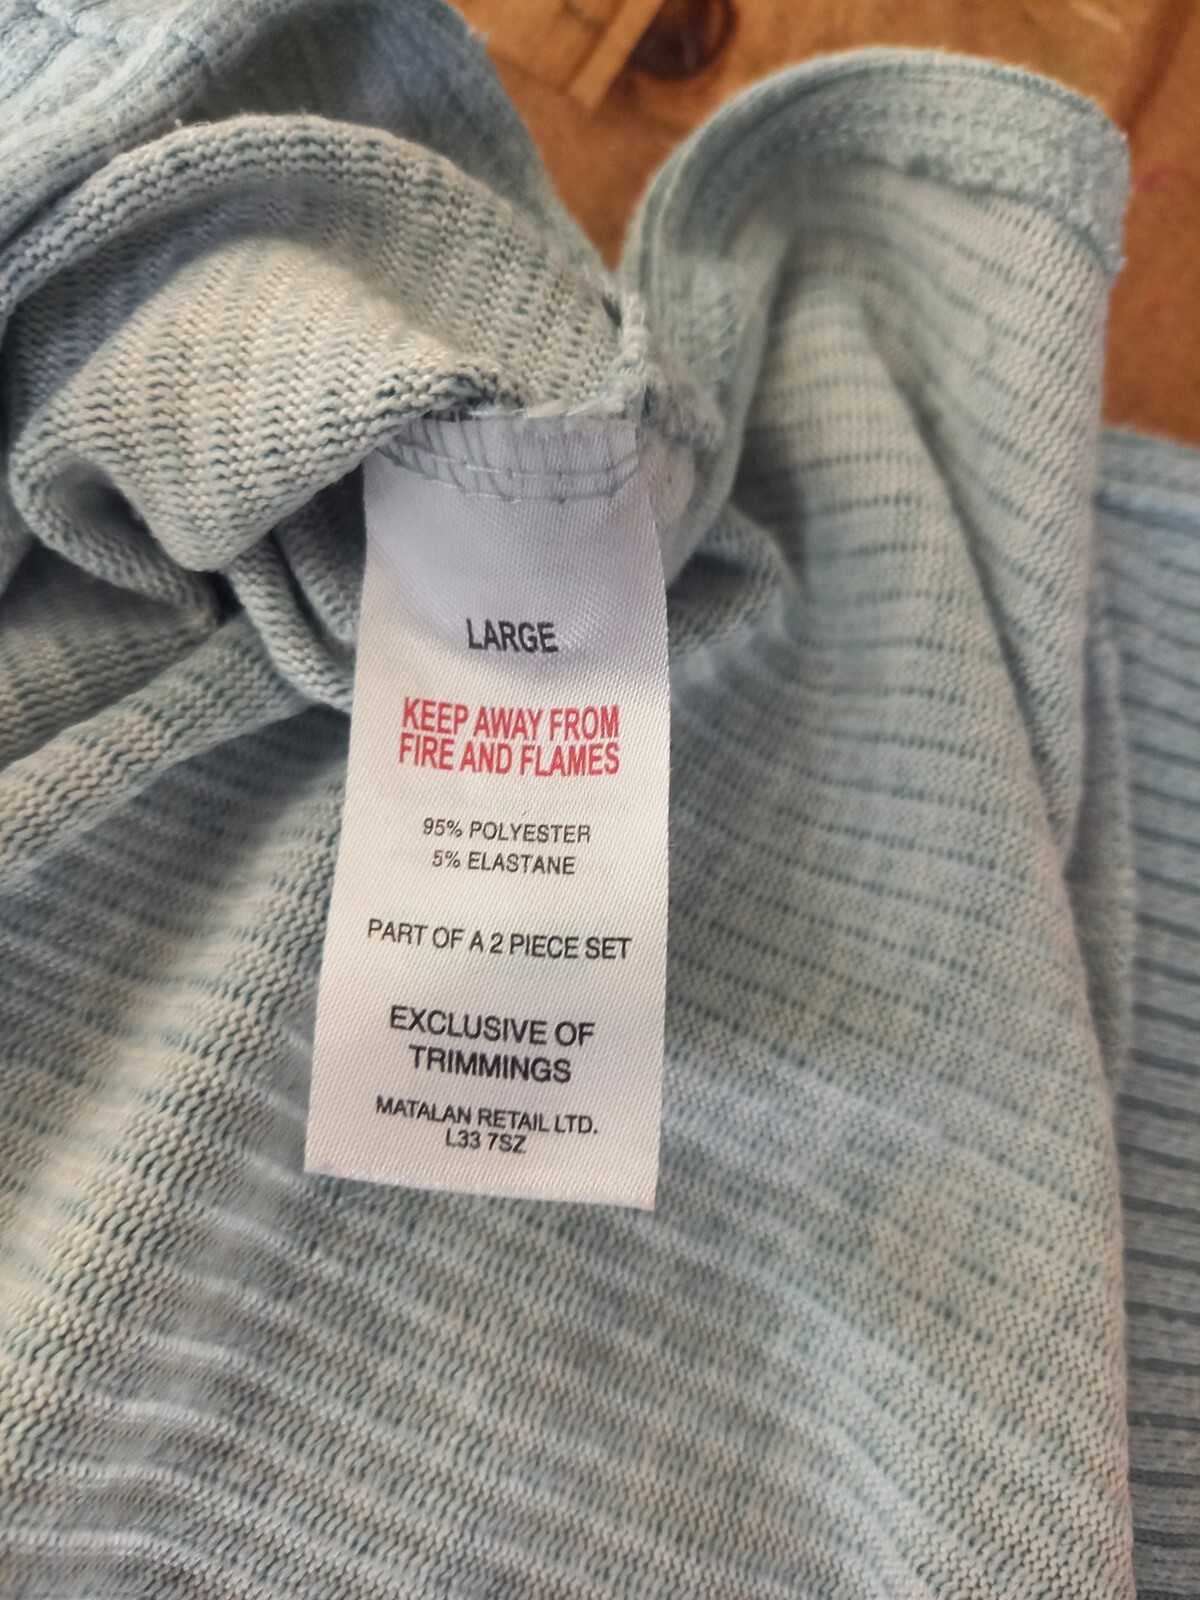 LARGE
KEEP AWAY FROM
FIRE AND FLAMES
95% POLYESTER
5% ELASTANE
PART OF A 2 PIECE SET
EXCLUSIVE OF
TRIMMINGS
MATALAN RETAIL LTD.
L33 7SZ